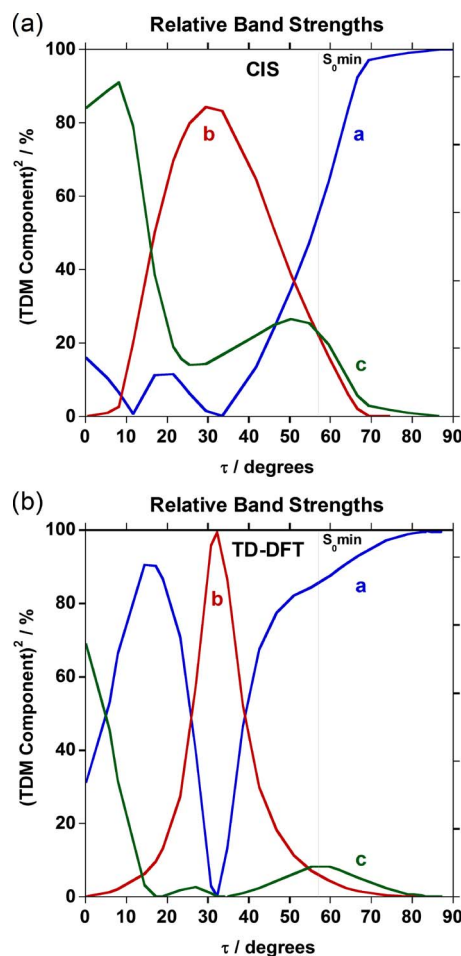 (a)
Relative Band Strengths
CIS
S₀min
b
a
c
(TDM Component)² / %
100
80
60
40
20
0
0 10 20 30 40 50 60 70 80 90
τ / degrees
(b)
Relative Band Strengths
TD-DFT
S₀min
b
a
c
(TDM Component)² / %
100
80
60
40
20
0
0 10 20 30 40 50 60 70 80 90
τ / degrees